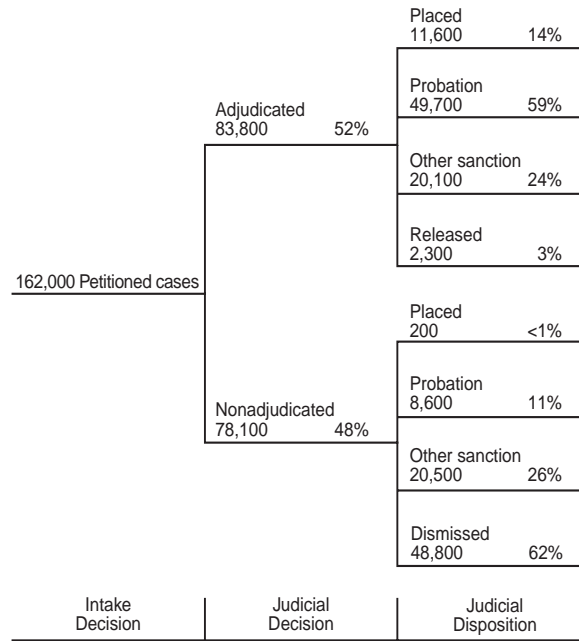 Placed
11,600 14%
Probation
49,700 59%
Adjudicated
83,800 52%
Other sanction
20,100 24%
Released
2,300 3%
162,000 Petitioned cases
Placed
200 <1%
Probation
8,600 11%
Nonadjudicated
78,100 48%
Other sanction
20,500 26%
Dismissed
48,800 62%
Intake
Decision
Judicial
Decision
Judicial
Disposition